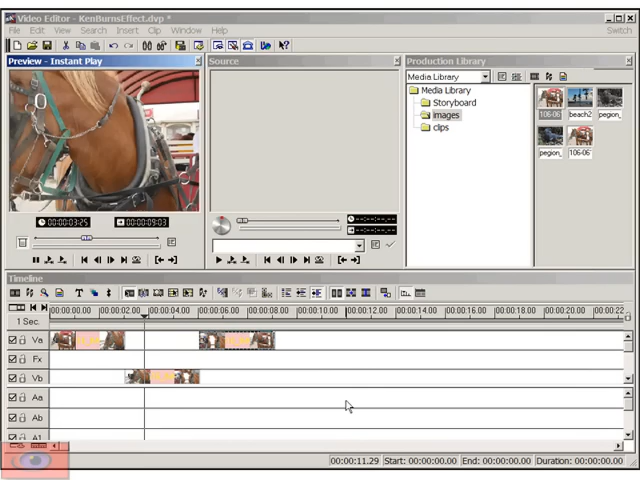 Video Editor - KenBurnsEffect.dvp *
File Edit View Search Insert Clip Window Help Switch
Preview - Instant Play
Source
Production Library
Media Library
Media Library
Storyboard
images
clips
106-06 beach2 pegion_
pegion_ 106-06
00:00:03:25 00:00:09:03
--:--:--.--
--:--:--.--
Timeline
1 Sec.
00:00:00.00 00:00:02.00 00:00:04.00 00:00:06.00 00:00:08.00 00:00:10.00 00:00:12.00 00:00:14.00 00:00:16.00 00:00:18.00 00:00:20.00 00:00:22
Va
Fx
Vb
Aa
Ab
A1
00:00:11.29 Start: 00:00:00.00 End: 00:00:00.00 Duration: 00:00:00.00